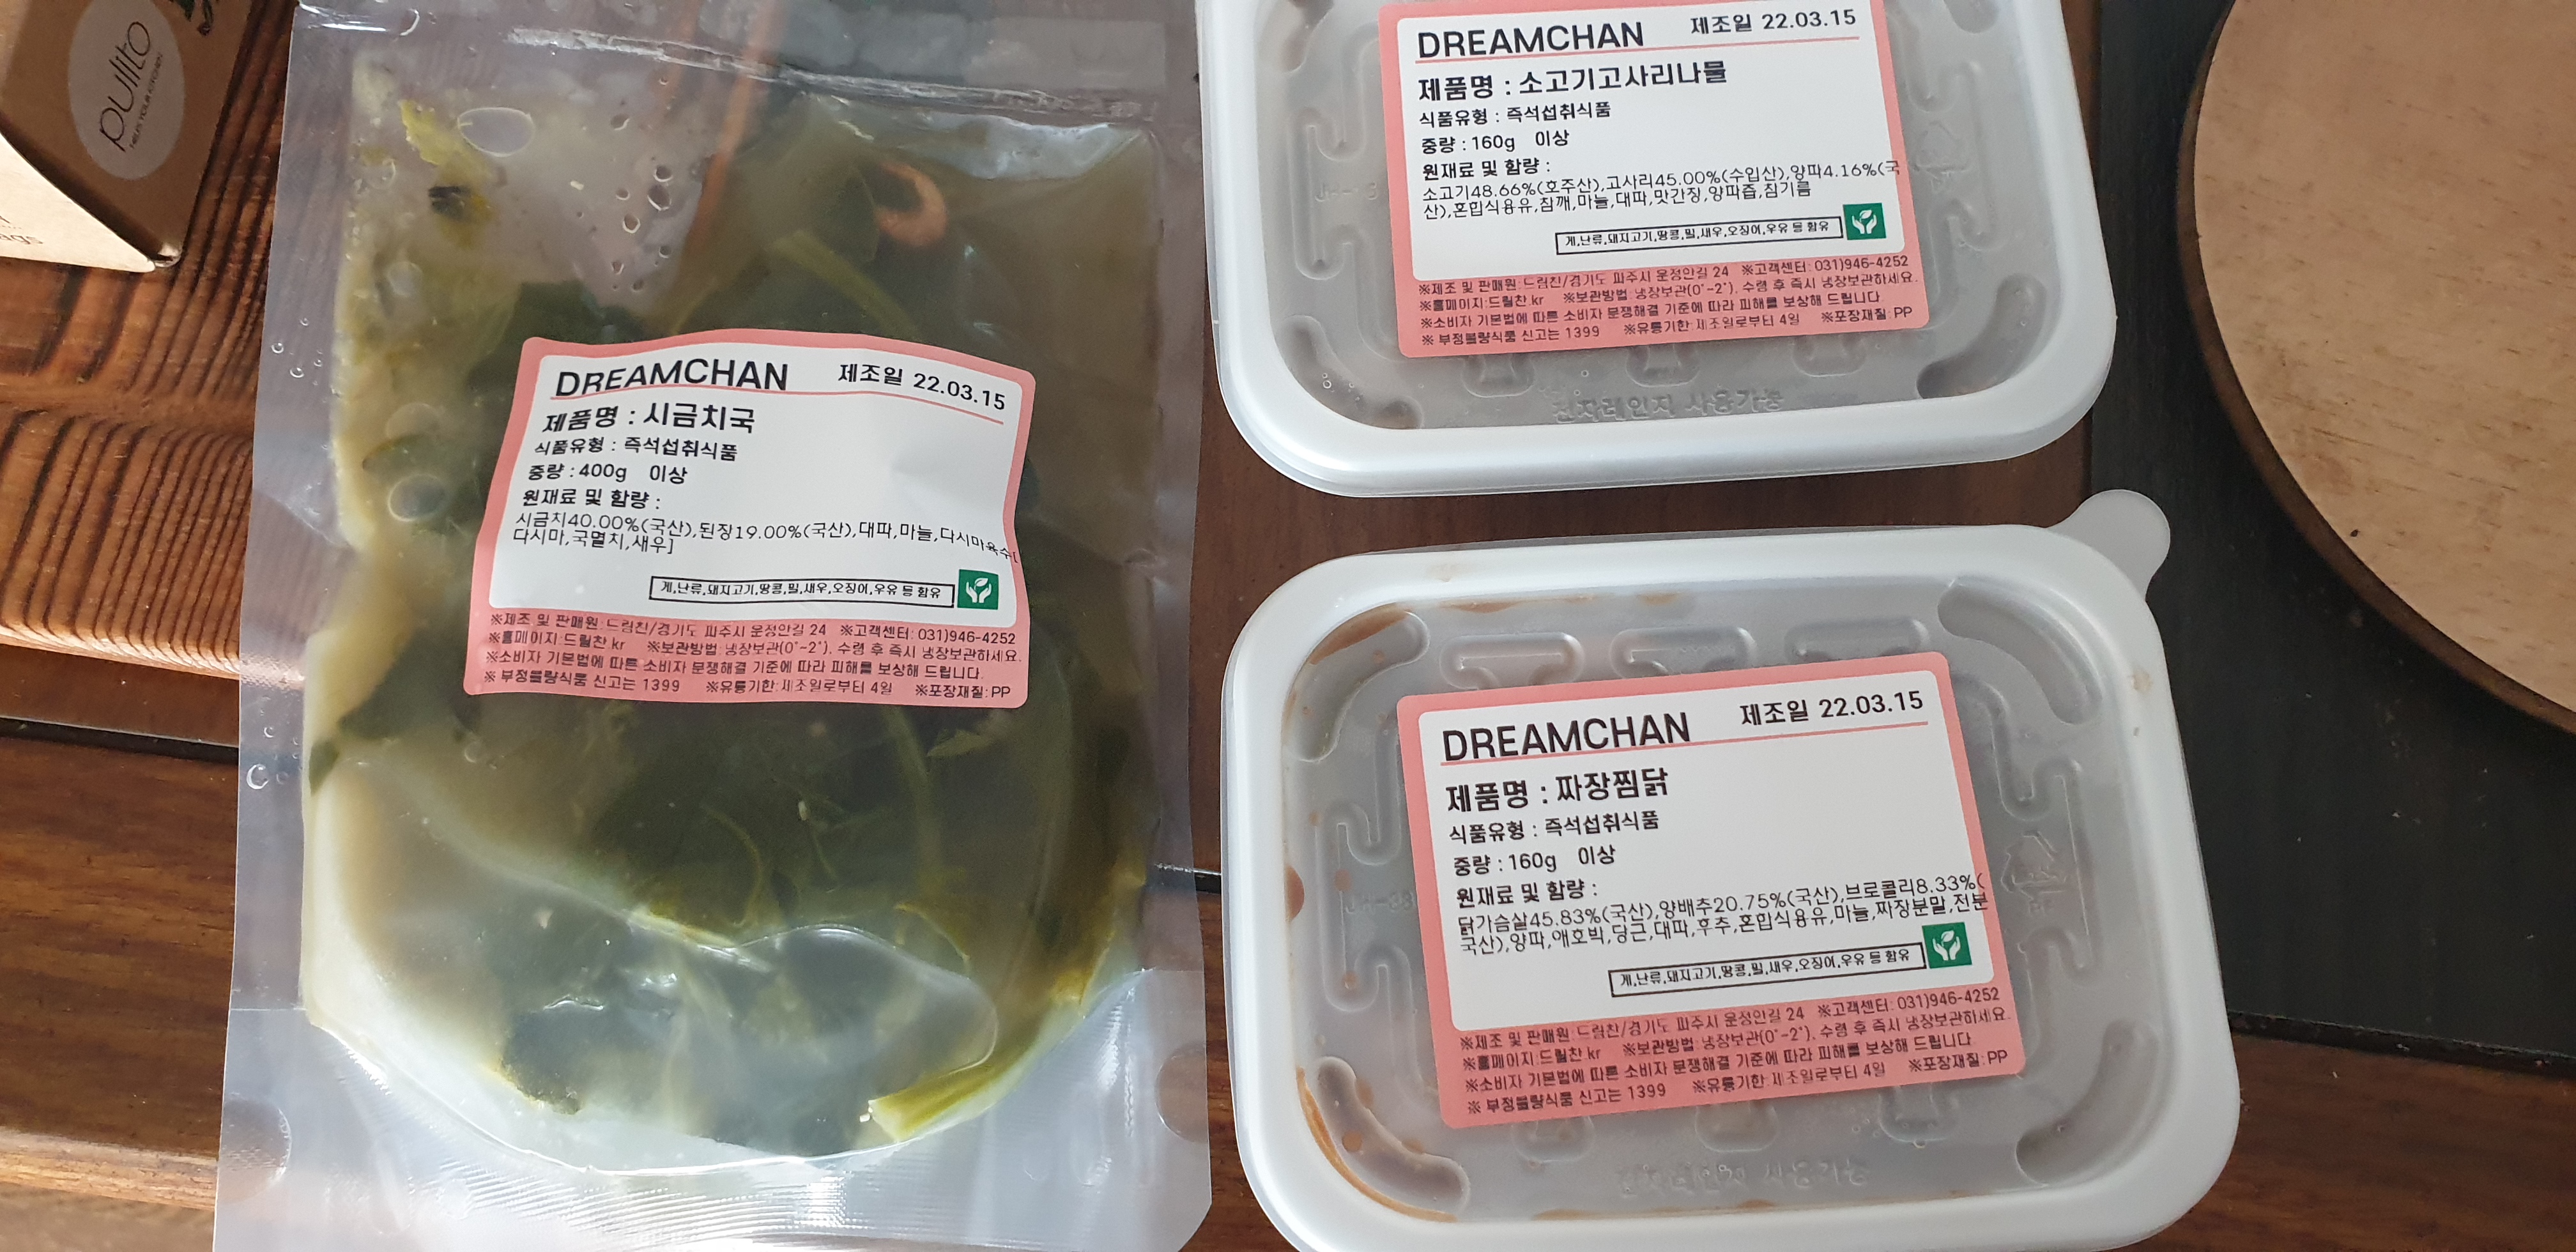 pulito
HELPS YOUR KITCHEN
ags
DREAMCHAN 제조일 22.03.15
제품명 : 시금치국
식품유형 : 즉석섭취식품
중량 : 400g 이상
원재료 및 함량 :
시금치40.00%(국산),된장19.00%(국산),대파,마늘,다시마육수[
다시마,국멸치,새우]
게,난류,돼지고기,땅콩,밀,새우,오징어,우유 등 함유
※제조 및 판매원:드림찬/경기도 파주시 운정안길 24 ※고객센터: 031)946-4252
※홈페이지:드림찬.kr ※보관방법:냉장보관(0˚~2˚), 수령 후 즉시 냉장보관하세요.
※소비자 기본법에 따른 소비자 분쟁해결 기준에 따라 피해를 보상해 드립니다.
※ 부정불량식품 신고는 1399 ※유통기한:제조일로부터 4일 ※포장재질: PP
DREAMCHAN 제조일 22.03.15
제품명 : 소고기고사리나물
식품유형 : 즉석섭취식품
중량 : 160g 이상
원재료 및 함량 :
소고기48.66%(호주산),고사리45.00%(수입산),양파4.16%(국
산),혼합식용유,참깨,마늘,대파,맛간장,양파즙,참기름
게,난류,돼지고기,땅콩,밀,새우,오징어,우유 등 함유
※제조 및 판매원:드림찬/경기도 파주시 운정안길 24 ※고객센터: 031)946-4252
※홈페이지:드림찬.kr ※보관방법:냉장보관(0˚~2˚), 수령 후 즉시 냉장보관하세요.
※소비자 기본법에 따른 소비자 분쟁해결 기준에 따라 피해를 보상해 드립니다.
※ 부정불량식품 신고는 1399 ※유통기한:제조일로부터 4일 ※포장재질: PP
전자레인지 사용가능
DREAMCHAN 제조일 22.03.15
제품명 : 짜장찜닭
식품유형 : 즉석섭취식품
중량 : 160g 이상
원재료 및 함량 :
닭가슴살45.83%(국산),양배추20.75%(국산),브로콜리8.33%(
국산),양파,애호박,당근,대파,후추,혼합식용유,마늘,짜장분말,전분
게,난류,돼지고기,땅콩,밀,새우,오징어,우유 등 함유
※제조 및 판매원:드림찬/경기도 파주시 운정안길 24 ※고객센터: 031)946-4252
※홈페이지:드림찬.kr ※보관방법:냉장보관(0˚~2˚), 수령 후 즉시 냉장보관하세요.
※소비자 기본법에 따른 소비자 분쟁해결 기준에 따라 피해를 보상해 드립니다.
※ 부정불량식품 신고는 1399 ※유통기한:제조일로부터 4일 ※포장재질: PP
전자레인지 사용가능